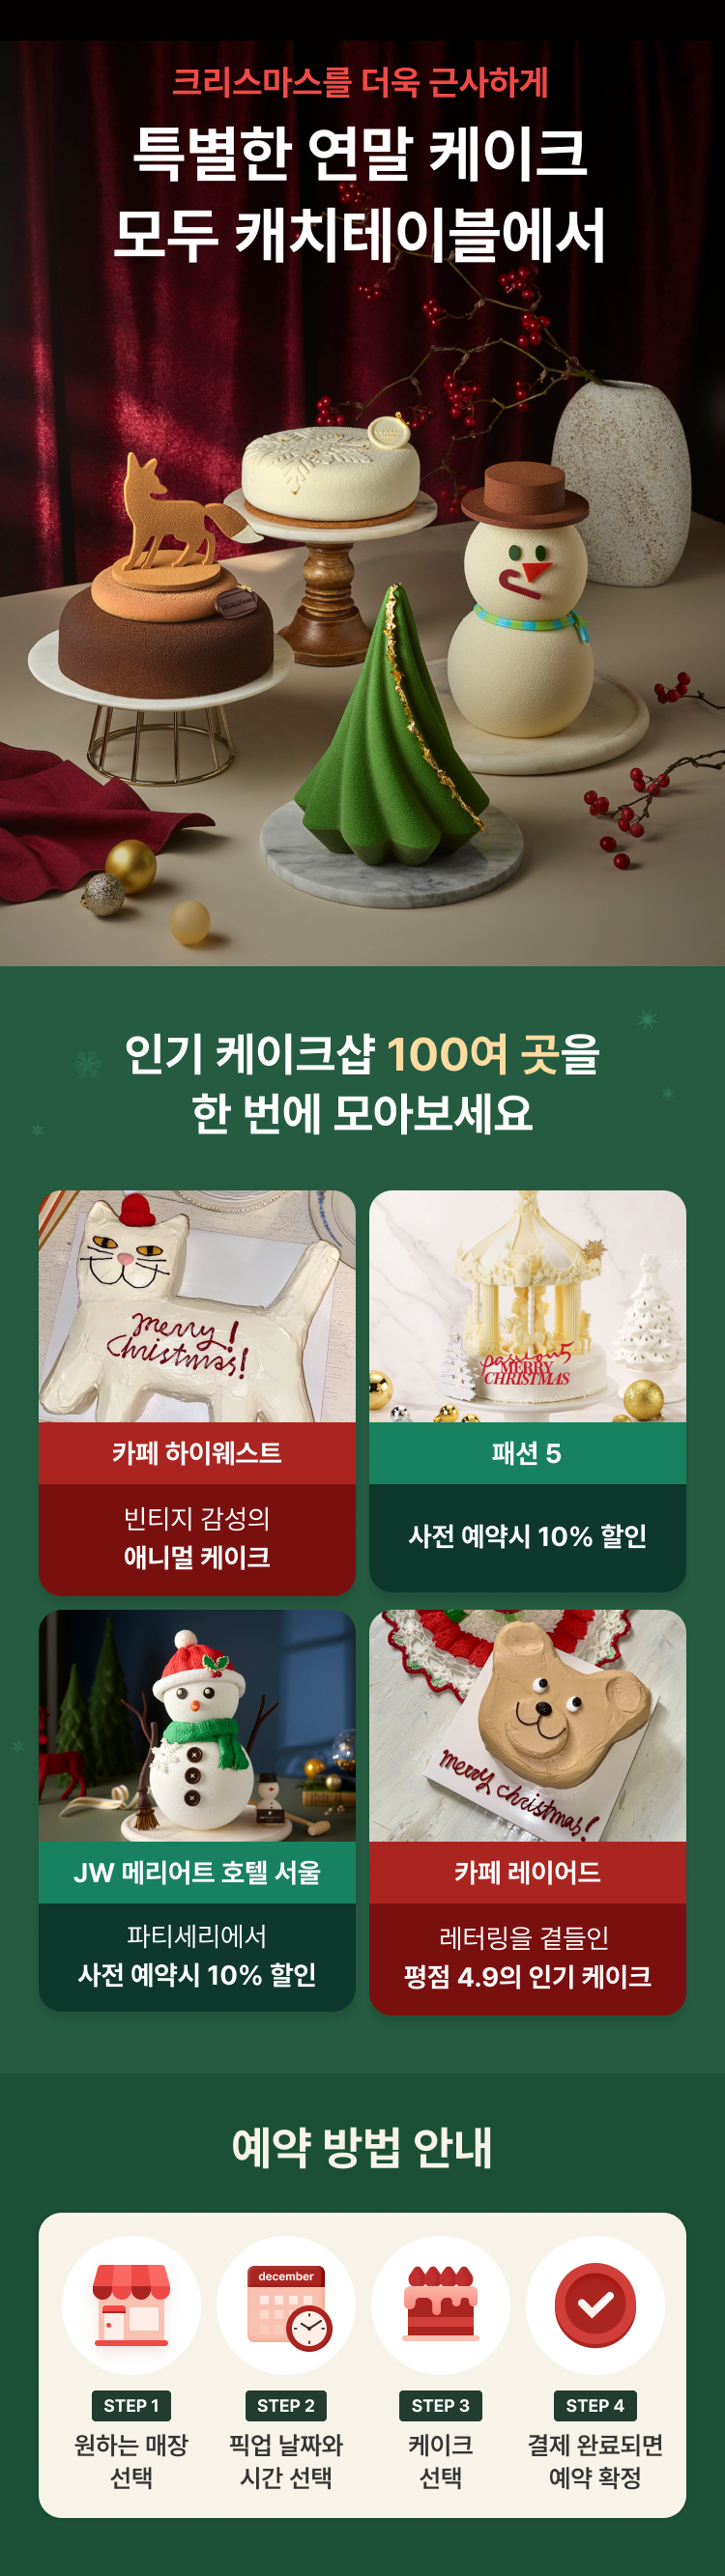 크리스마스를 더욱 근사하게
특별한 연말 케이크
모두 캐치테이블에서
인기 케이크샵 100여 곳을
한 번에 모아보세요
merry!
Christmas!
passion5
MERRY
CHRISTMAS
카페 하이웨스트
패션 5
빈티지 감성의
애니멀 케이크
사전 예약시 10% 할인
merry christmas!
JW 메리어트 호텔 서울
카페 레이어드
파티세리에서
사전 예약시 10% 할인
레터링을 곁들인
평점 4.9의 인기 케이크
예약 방법 안내
december
STEP 1
원하는 매장
선택
STEP 2
픽업 날짜와
시간 선택
STEP 3
케이크
선택
STEP 4
결제 완료되면
예약 확정